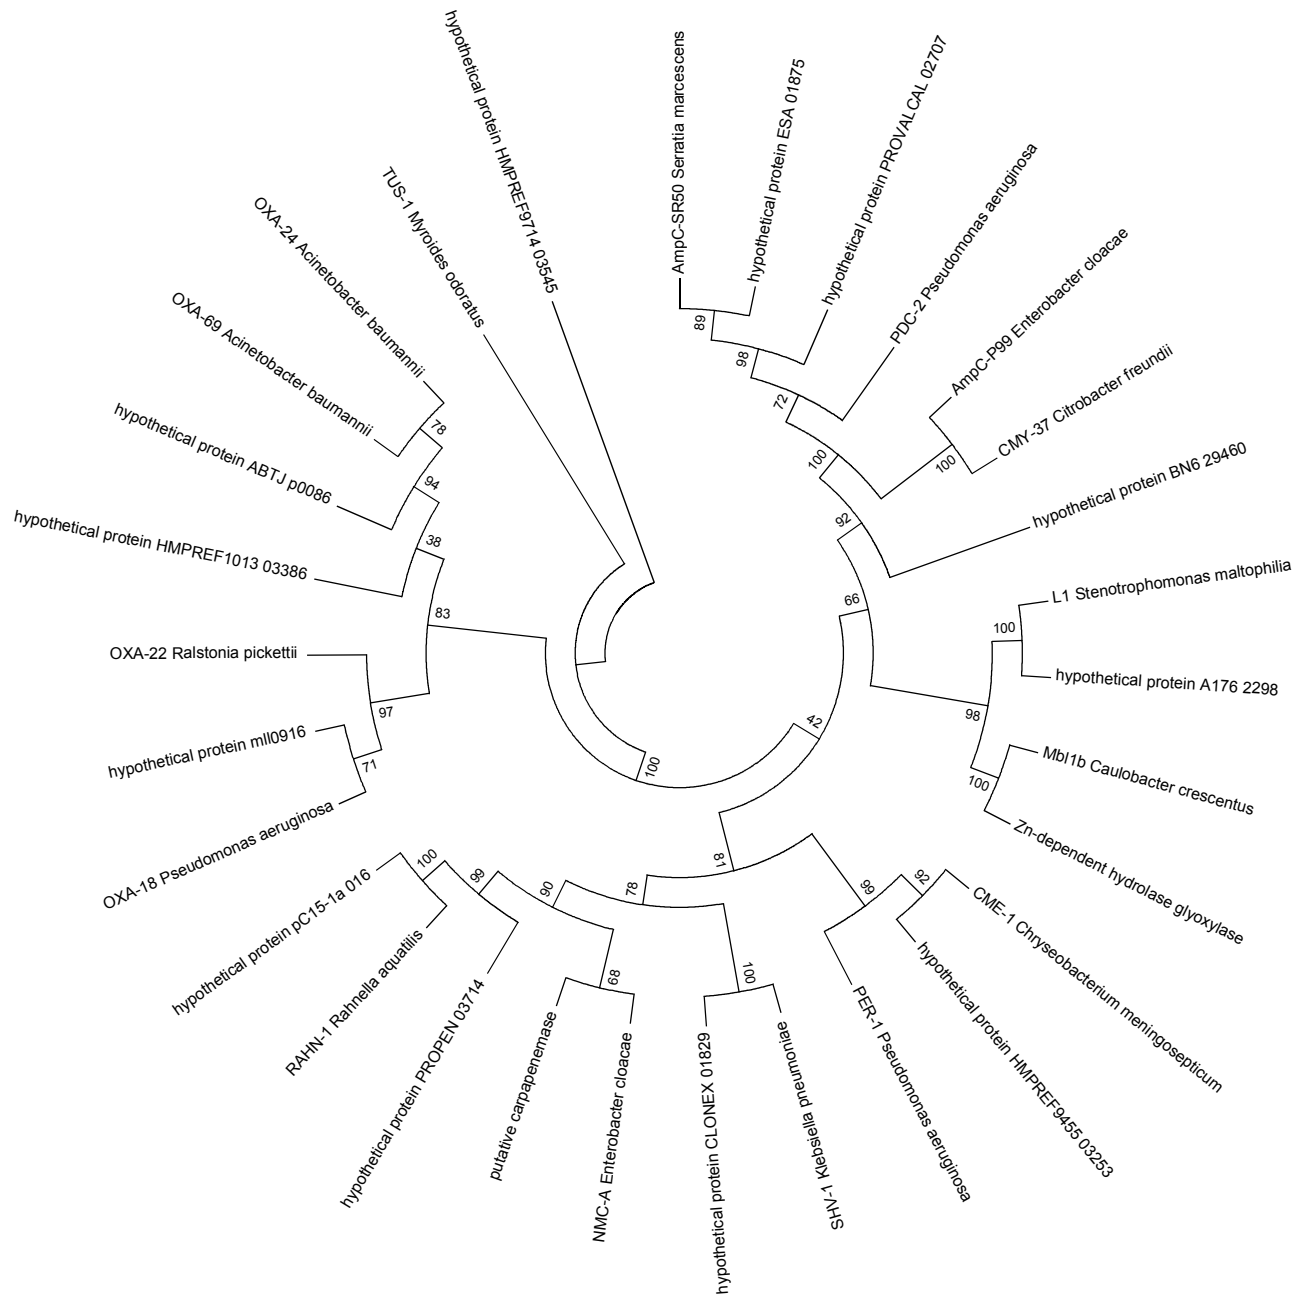 hypothetical protein HMPREF9714 03545
AmpC-SR50 Serratia marcescens
hypothetical protein ESA 01875
hypothetical protein PROVALCAL 02707
PDC-2 Pseudomonas aeruginosa
AmpC-P99 Enterobacter cloacae
CMY-37 Citrobacter freundii
hypothetical protein BN6 29460
L1 Stenotrophomonas maltophilia
hypothetical protein A176 2298
Mbl1b Caulobacter crescentus
Zn-dependent hydrolase glyoxylase
CME-1 Chryseobacterium meningosepticum
hypothetical protein HMPREF9455 03253
PER-1 Pseudomonas aeruginosa
SHV-1 Klebsiella pneumoniae
hypothetical protein CLONEX 01829
NMC-A Enterobacter cloacae
putative carpapenemase
hypothetical protein PROPEN 03714
RAHN-1 Rahnella aquatilis
hypothetical protein pC15-1a 016
OXA-18 Pseudomonas aeruginosa
hypothetical protein mll0916
OXA-22 Ralstonia pickettii
hypothetical protein HMPREF1013 03386
hypothetical protein ABTJ p0086
OXA-69 Acinetobacter baumannii
OXA-24 Acinetobacter baumannii
TUS-1 Myroides odoratus
89
98
72
100
100
92
66
100
98
100
42
92
99
81
78
100
90
68
99
100
71
97
83
38
94
78
100